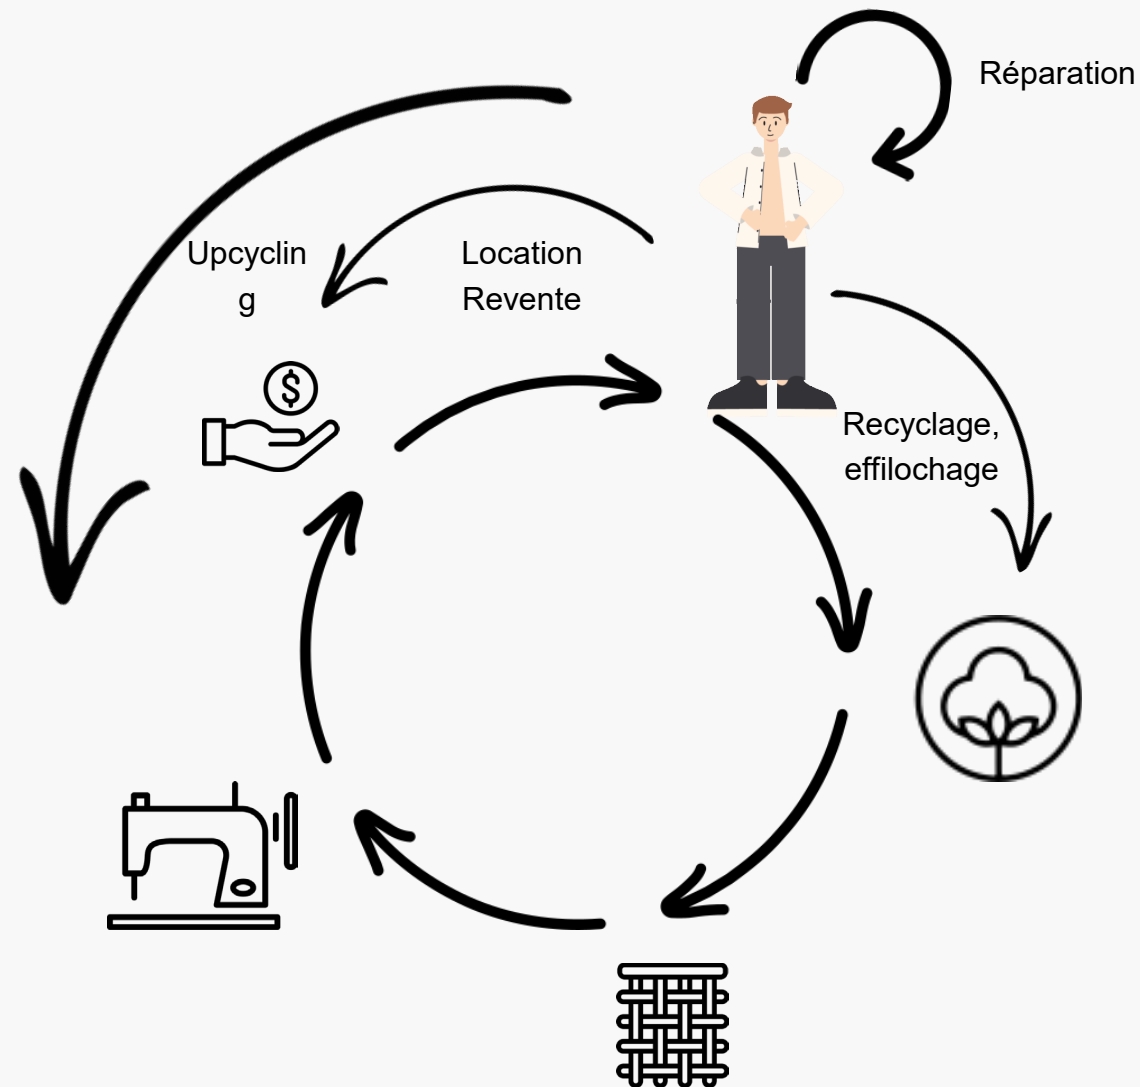 Réparation
Upcyclin
g
Location
Revente
$
Recyclage,
effilochage